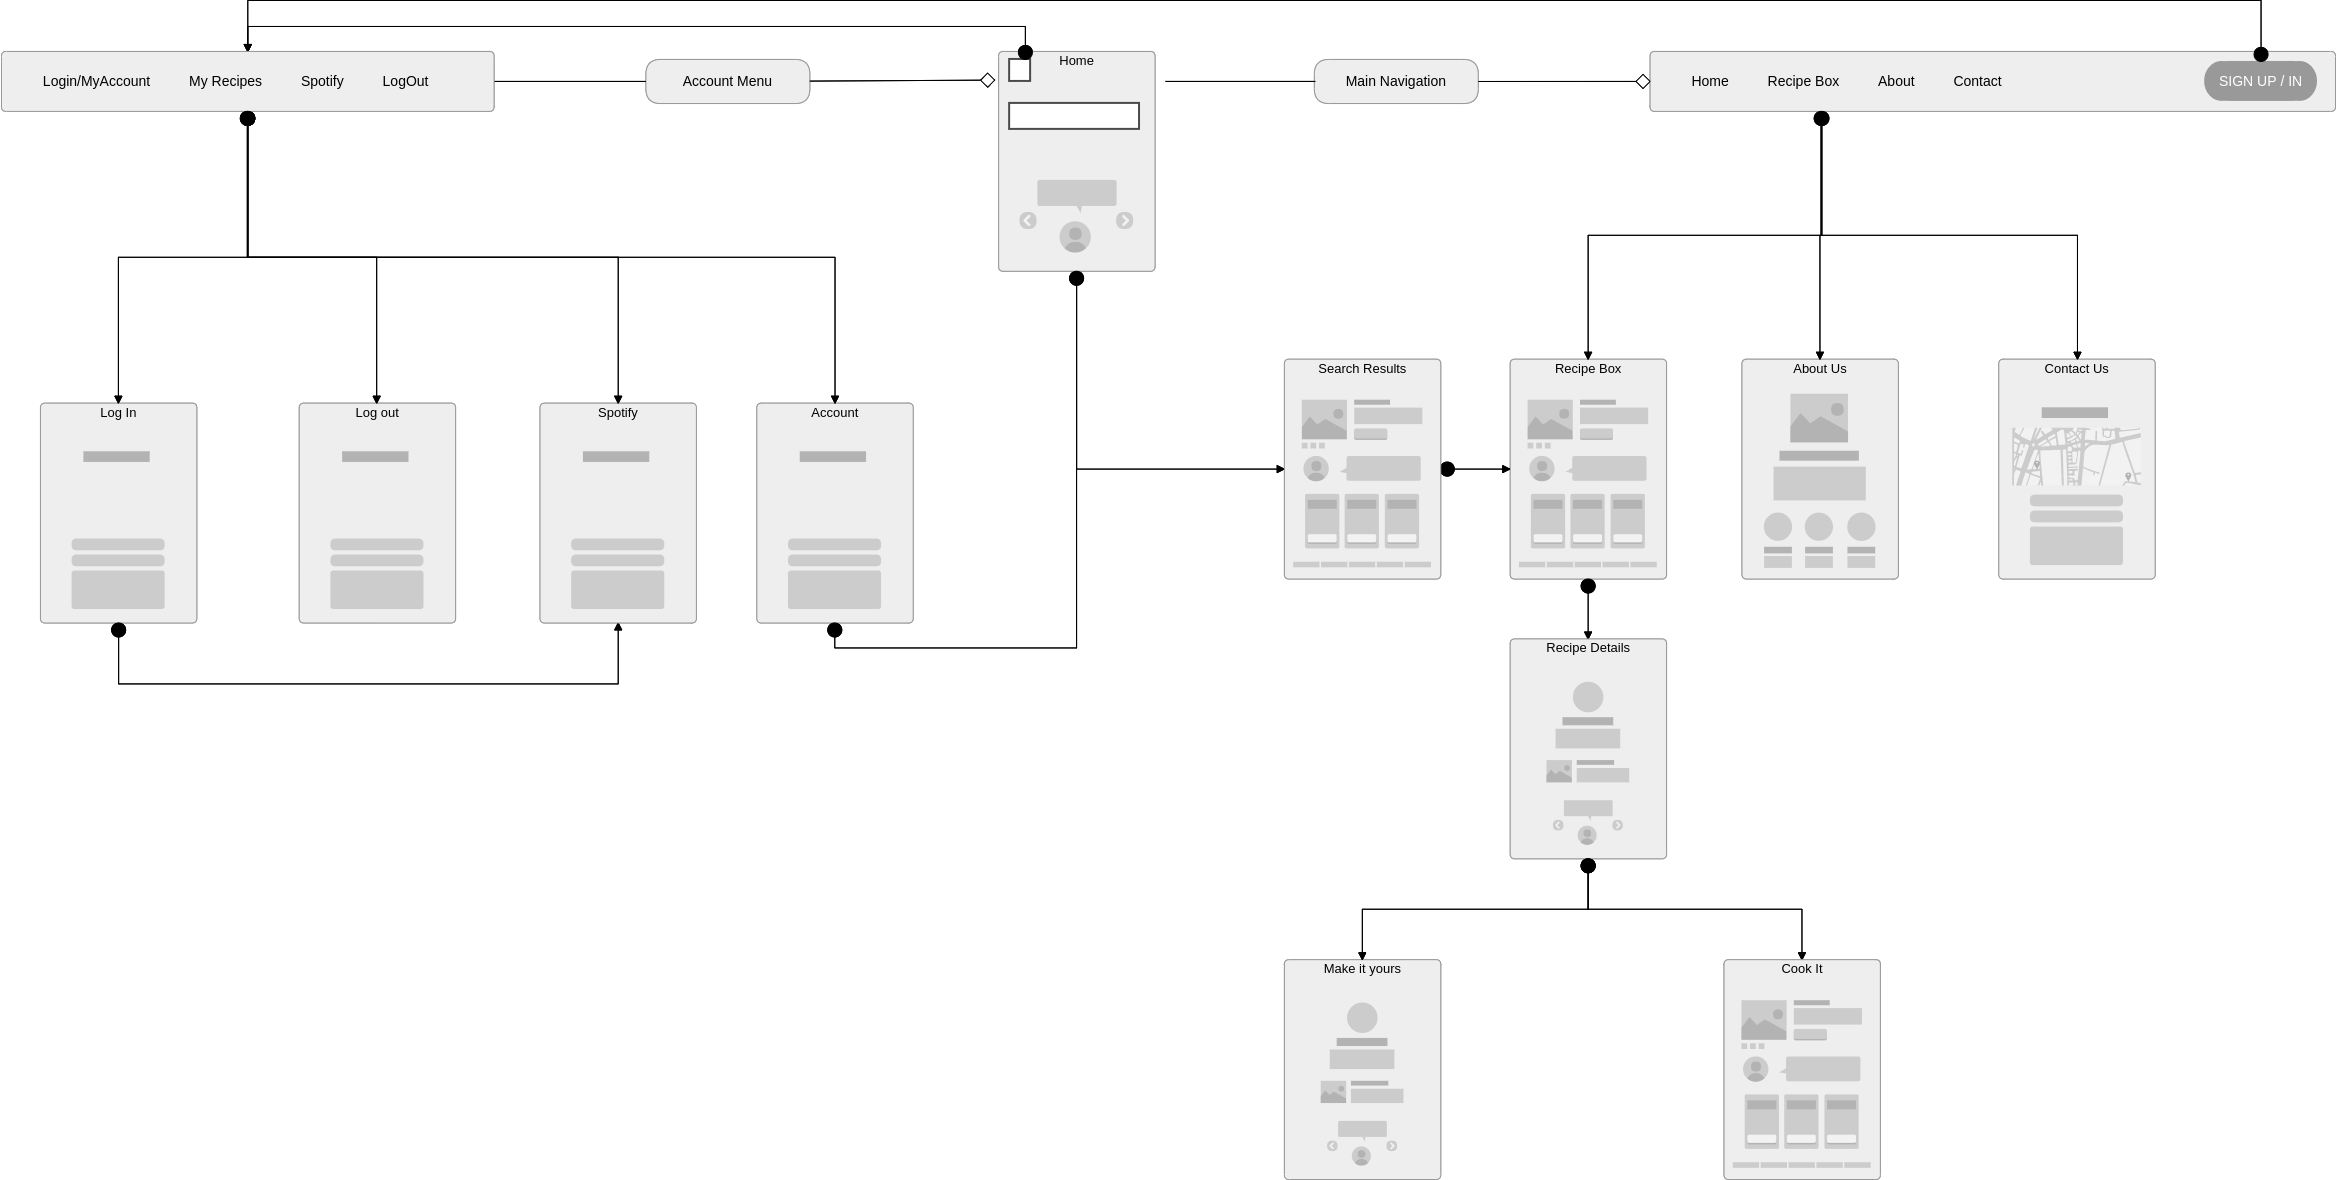 Home
Login/MyAccount My Recipes Spotify LogOut
Account Menu
Main Navigation
Home Recipe Box About Contact
SIGN UP / IN
Search Results
Recipe Box
About Us
Contact Us
Log In
Log out
Spotify
Account
Recipe Details
Make it yours
Cook It